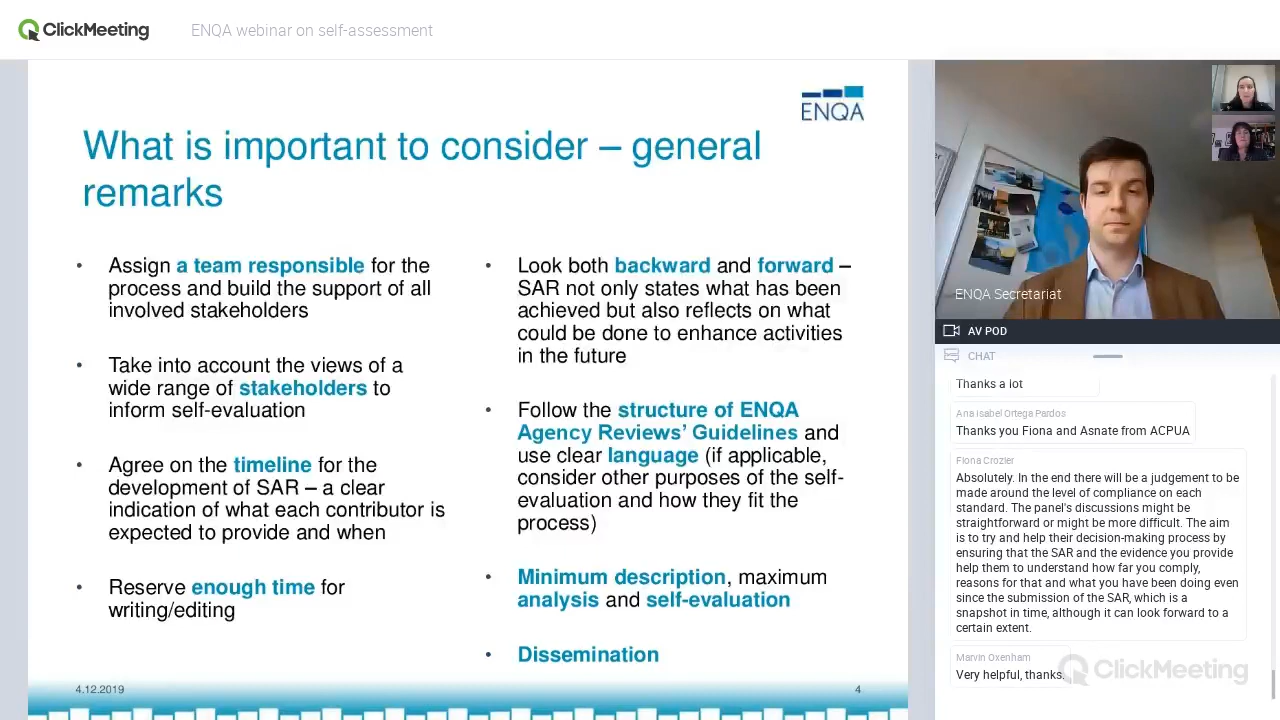 ClickMeeting
ENQA webinar on self-assessment
ENQA
What is important to consider – general
remarks
• Assign a team responsible for the
process and build the support of all
involved stakeholders
• Take into account the views of a
wide range of stakeholders to
inform self-evaluation
• Agree on the timeline for the
development of SAR – a clear
indication of what each contributor is
expected to provide and when
• Reserve enough time for
writing/editing
• Look both backward and forward –
SAR not only states what has been
achieved but also reflects on what
could be done to enhance activities
in the future
• Follow the structure of ENQA
Agency Reviews’ Guidelines and
use clear language (if applicable,
consider other purposes of the self-
evaluation and how they fit the
process)
• Minimum description, maximum
analysis and self-evaluation
• Dissemination
4.12.2019
4
ENQA Secretariat
AV POD
CHAT
Thanks a lot
Ana isabel Ortega Pardos
Thanks you Fiona and Asnate from ACPUA
Fiona Crozier
Absolutely. In the end there will be a judgement to be
made around the level of compliance on each
standard. The panel's discussions might be
straightforward or might be more difficult. The aim
is to try and help their decision-making process by
ensuring that the SAR and the evidence you provide
help them to understand how far you comply,
reasons for that and what you have been doing even
since the submission of the SAR, which is a
snapshot in time, although it can look forward to a
certain extent.
Marvin Oxenham
Very helpful, thanks.
ClickMeeting